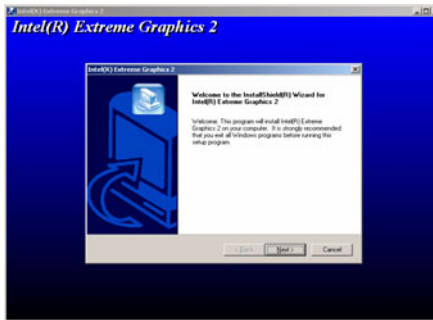 Intel(R) Extreme Graphics 2
Intel(R) Extreme Graphics 2
Intel(R) Extreme Graphics 2
Welcome to the InstallShield(R) Wizard for
Intel(R) Extreme Graphics 2
Welcome. This program will install Intel(R) Extreme
Graphics 2 on your computer. It is strongly recommended
that you exit all Windows programs before running this
setup program.
< Back
Next >
Cancel